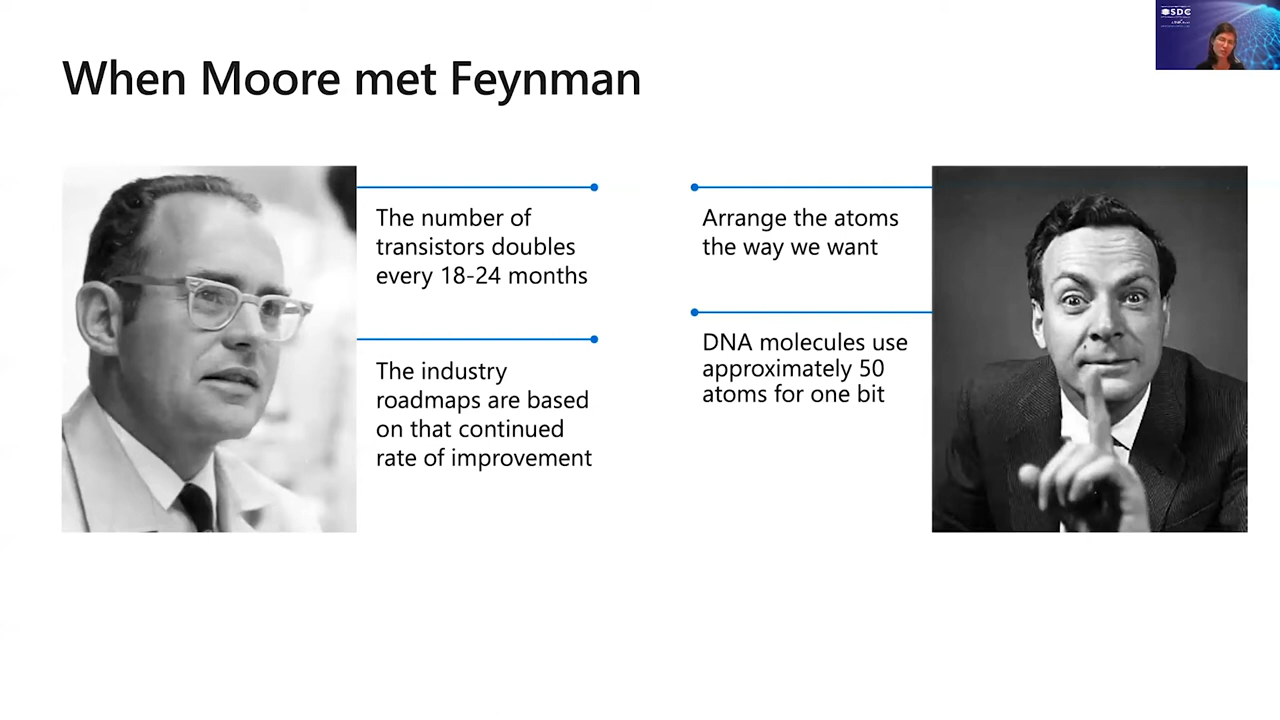 SDC
When Moore met Feynman
The number of
transistors doubles
every 18-24 months
The industry
roadmaps are based
on that continued
rate of improvement
Arrange the atoms
the way we want
DNA molecules use
approximately 50
atoms for one bit